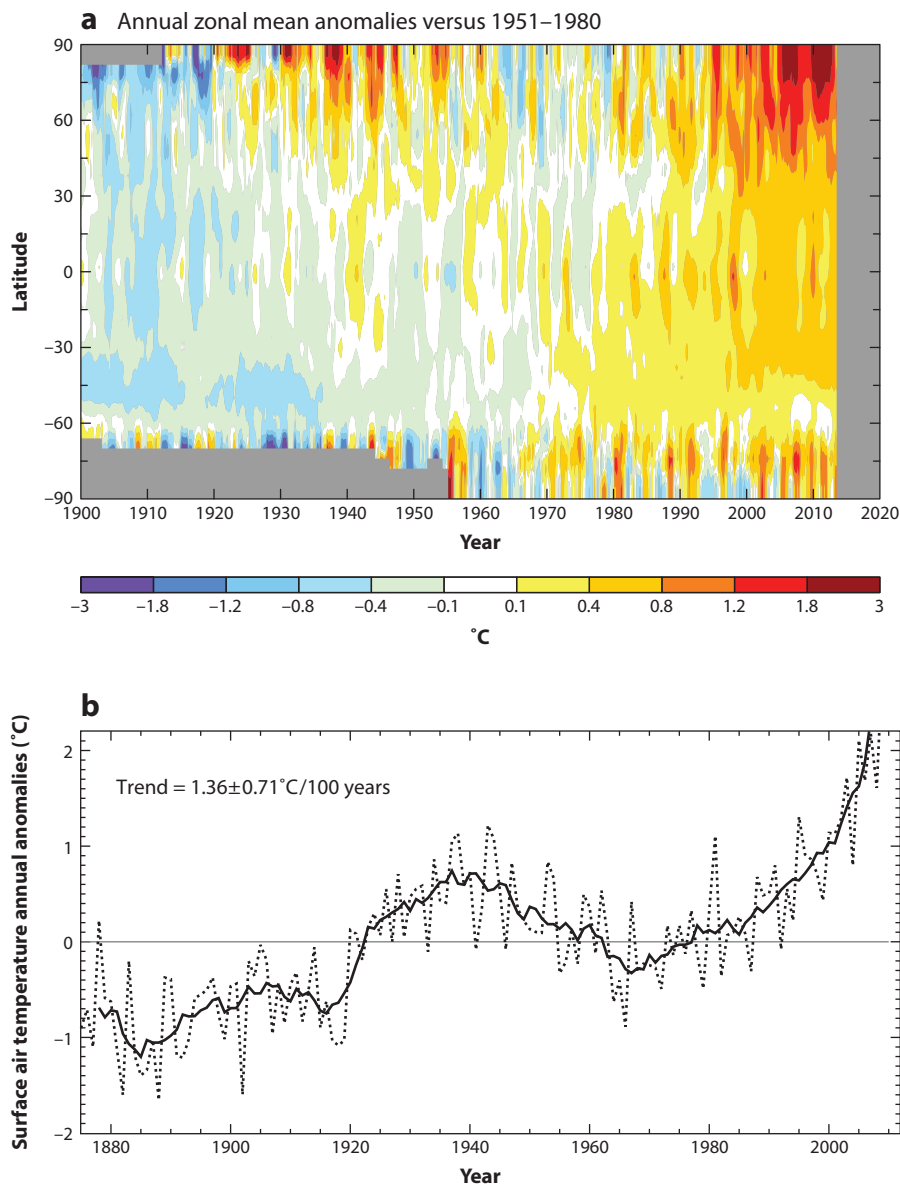 a Annual zonal mean anomalies versus 1951–1980
90
60
30
0
–30
–60
–90
Latitude
1900 1910 1920 1930 1940 1950 1960 1970 1980 1990 2000 2010 2020
Year
–3 –1.8 –1.2 –0.8 –0.4 –0.1 0.1 0.4 0.8 1.2 1.8 3
˚C
b
Surface air temperature annual anomalies (˚C)
2
Trend = 1.36±0.71˚C/100 years
1
0
–1
–2
1880 1900 1920 1940 1960 1980 2000
Year